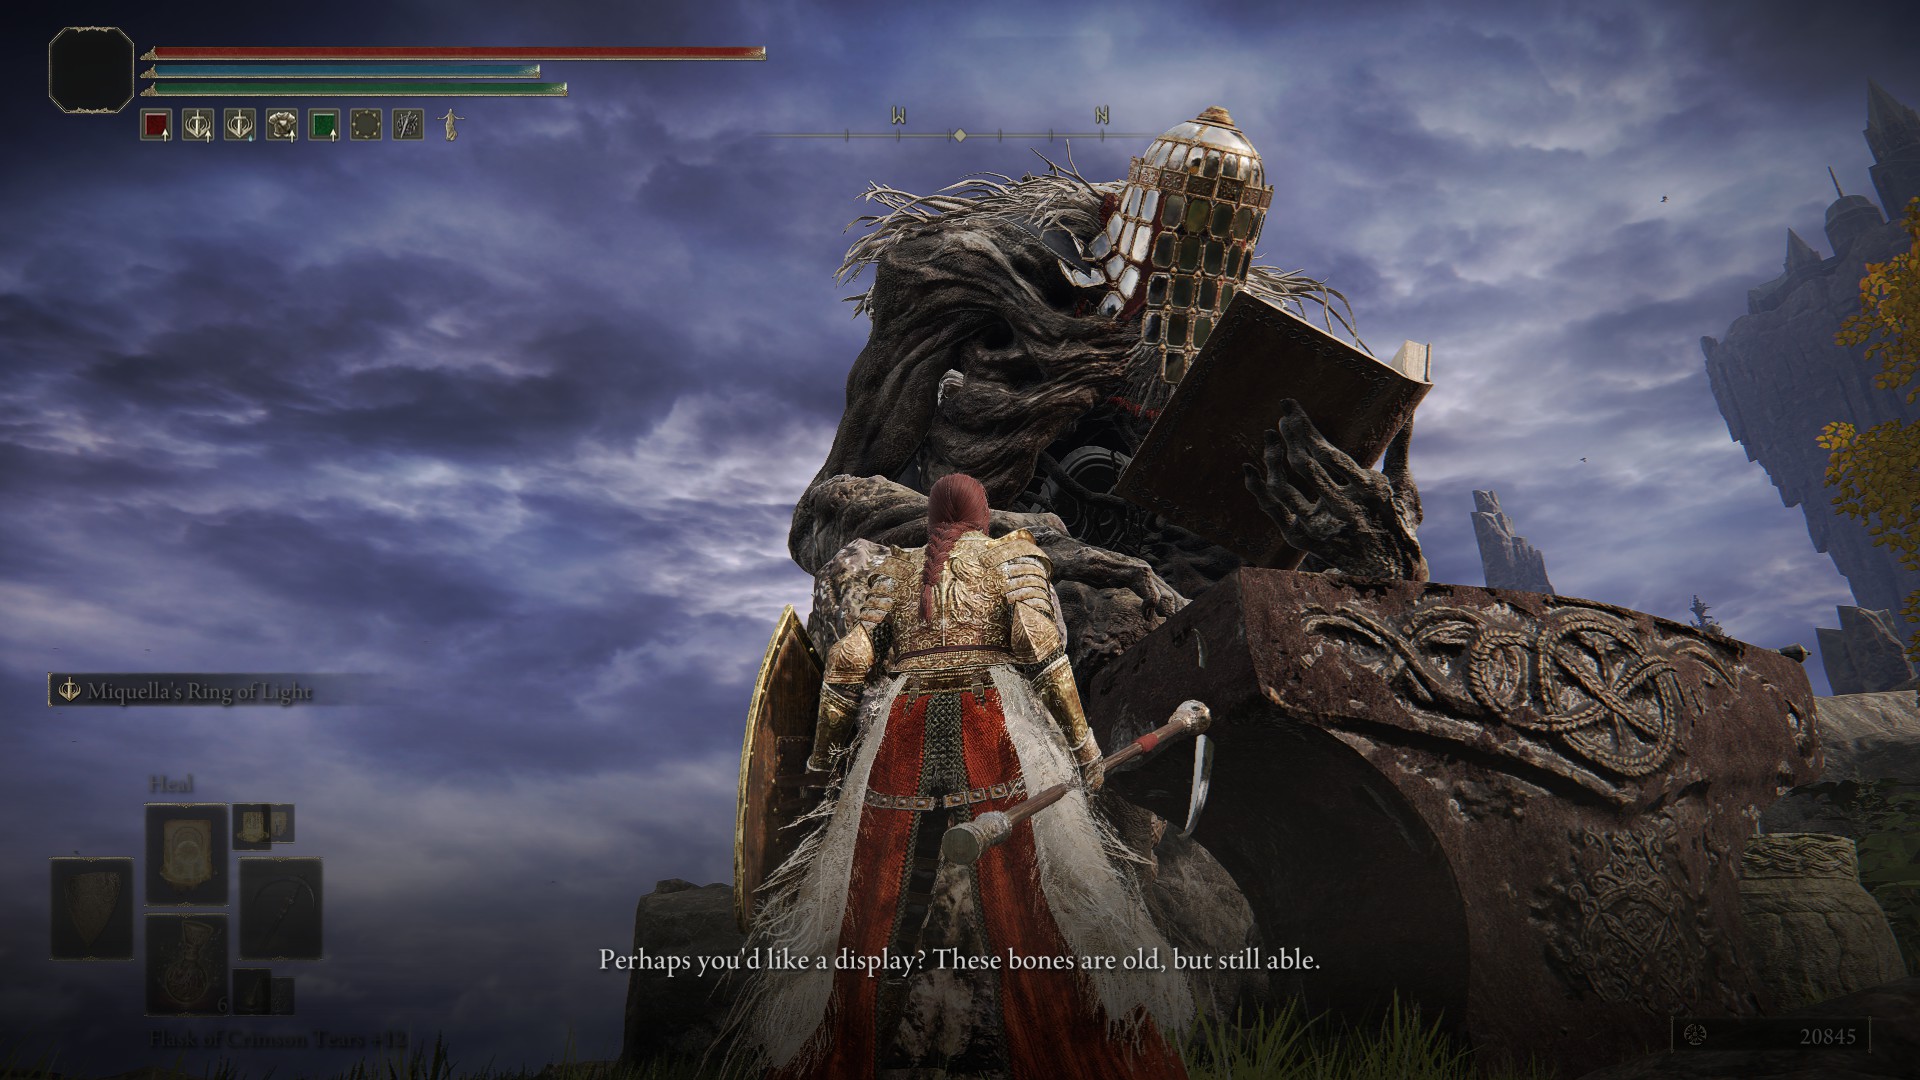 W N
Miquella's Ring of Light
Heal
6
Perhaps you'd like a display? These bones are old, but still able.
Flask of Crimson Tears +12
20845